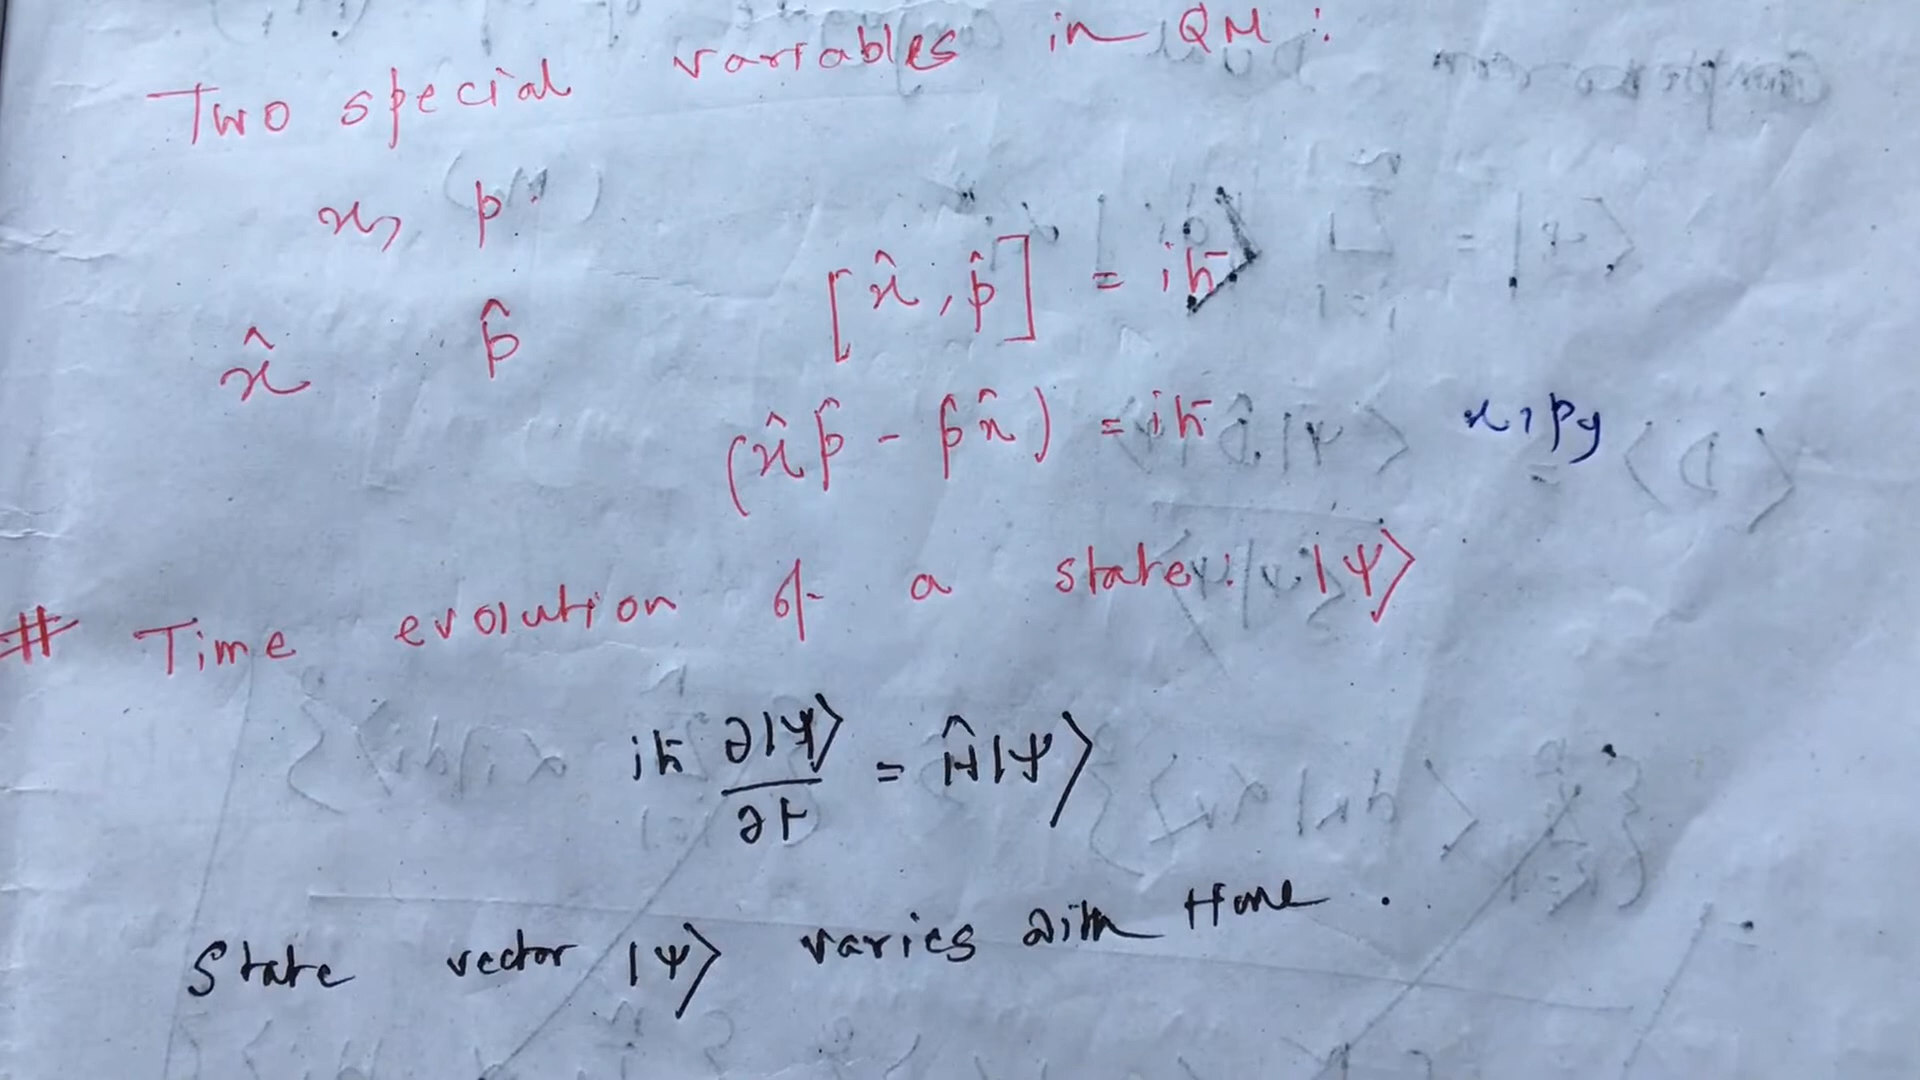 Two special variables in QM :
x, p
[x̂, p̂] = iħ
x̂ p̂
(x̂p̂ - p̂x̂) = iħ x, py
# Time evolution of a state: |ψ⟩
iħ ∂|ψ⟩/∂t = Ĥ|ψ⟩
State vector |ψ⟩ varies with time .